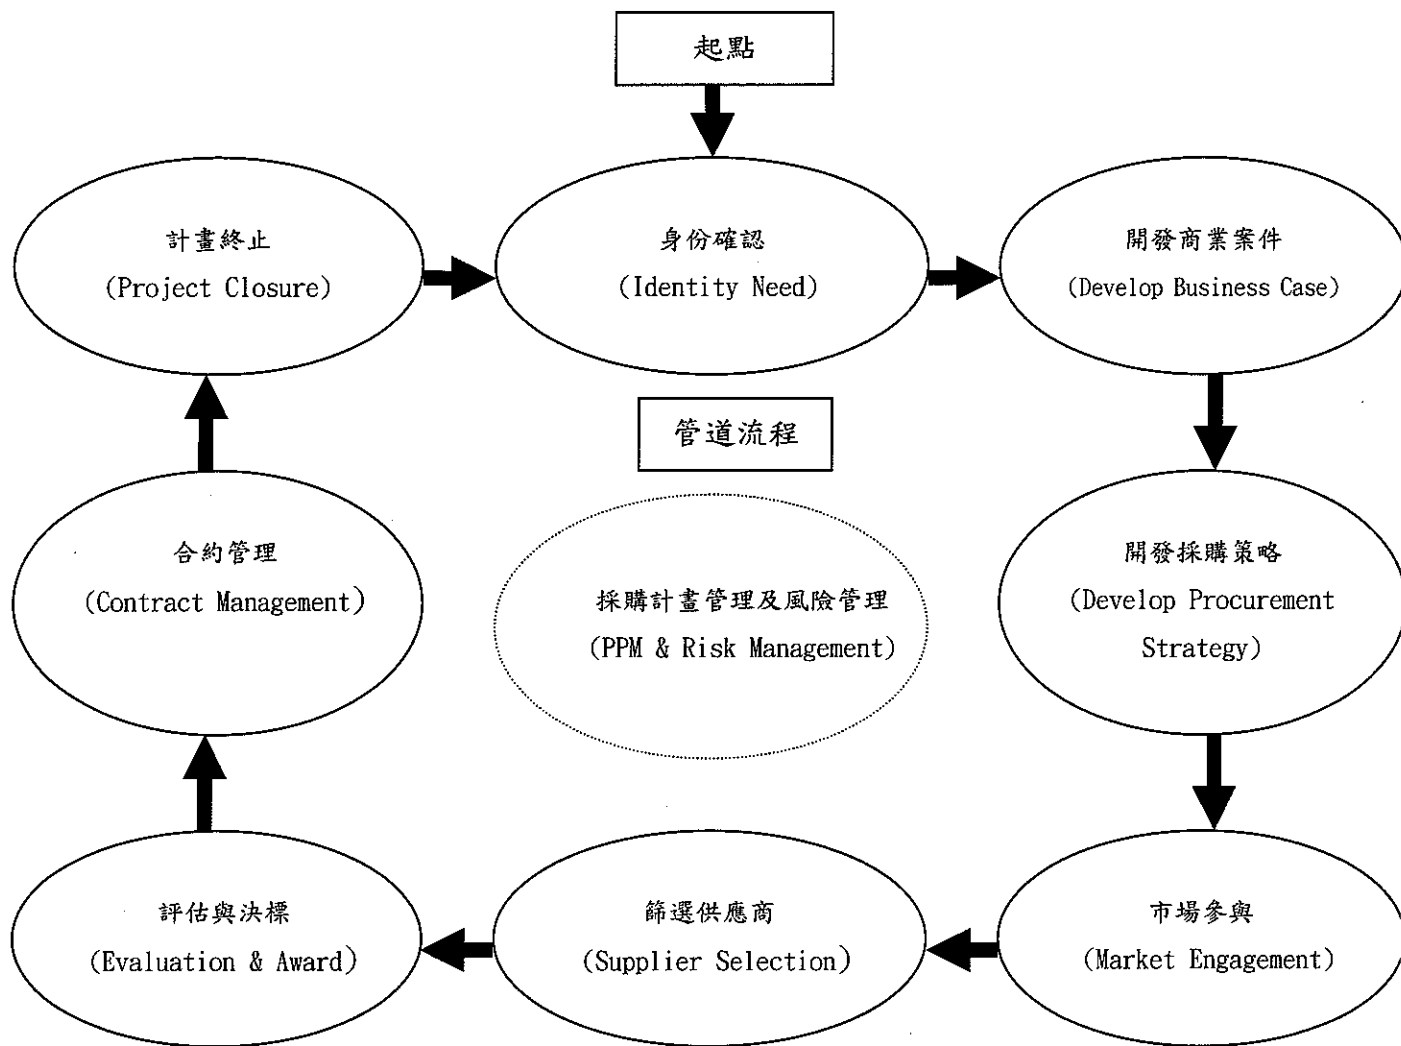 起點
計畫終止
(Project Closure)
身份確認
(Identity Need)
開發商業案件
(Develop Business Case)
管道流程
合約管理
(Contract Management)
採購計畫管理及風險管理
(PPM & Risk Management)
開發採購策略
(Develop Procurement
Strategy)
評估與決標
(Evaluation & Award)
篩選供應商
(Supplier Selection)
市場參與
(Market Engagement)